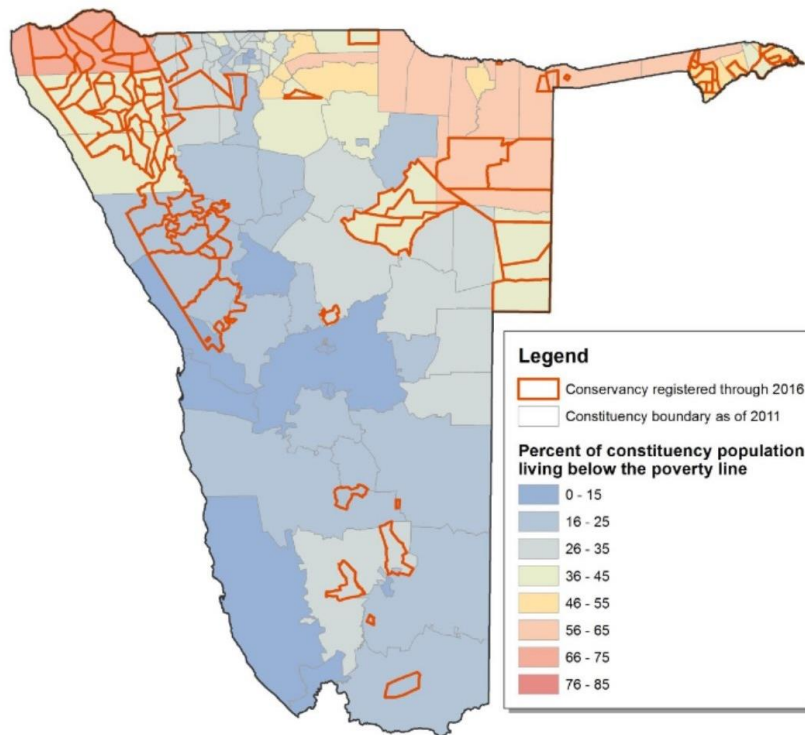 Legend
Conservancy registered through 2016
Constituency boundary as of 2011
Percent of constituency population
living below the poverty line
0 - 15
16 - 25
26 - 35
36 - 45
46 - 55
56 - 65
66 - 75
76 - 85